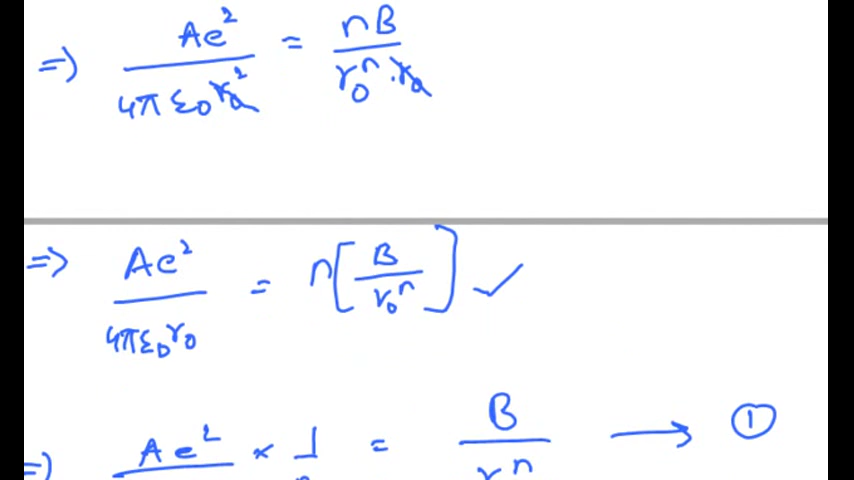 => Ae² / 4πε₀r₀² = nB / r₀ⁿ · r₀
=> Ae² / 4πε₀r₀ = n[B / r₀ⁿ] ✓
=> Ae² × 1 = B / rⁿ → ①